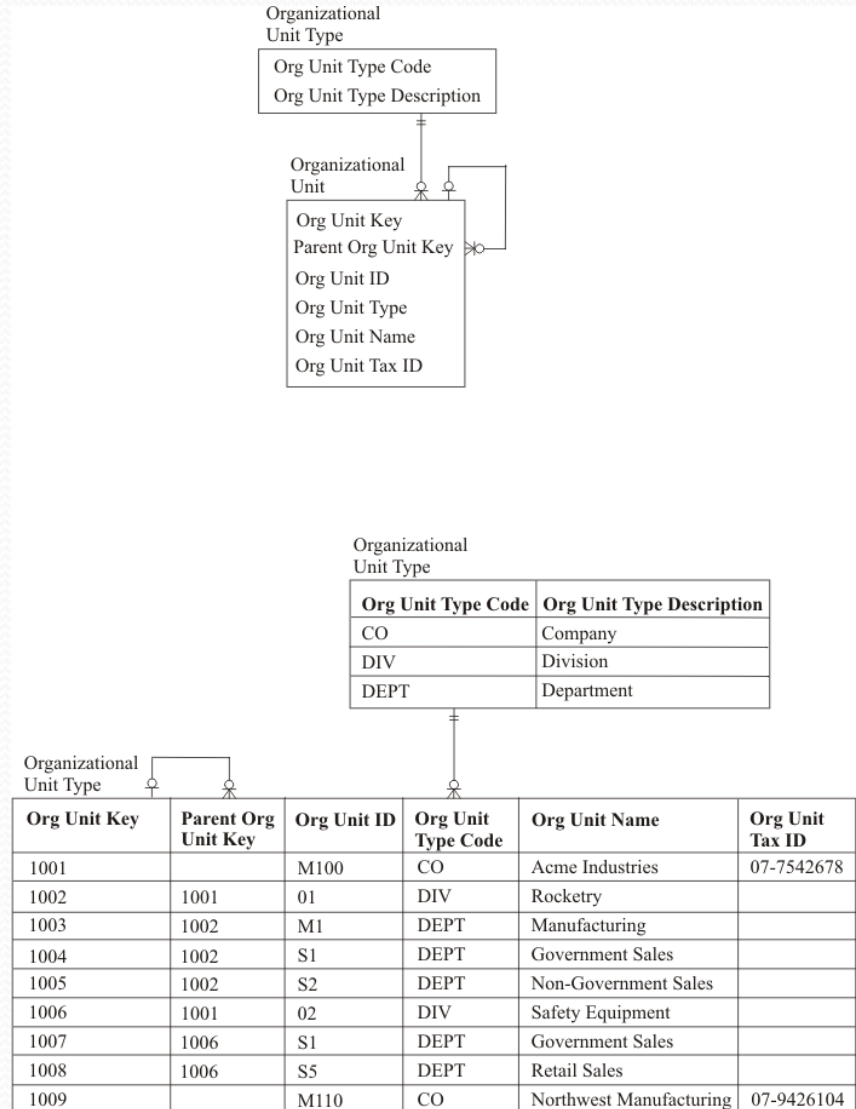 Organizational
Unit Type
Org Unit Type Code
Org Unit Type Description
Organizational
Unit
Org Unit Key
Parent Org Unit Key
Org Unit ID
Org Unit Type
Org Unit Name
Org Unit Tax ID
Organizational
Unit Type
Org Unit Type Code Org Unit Type Description
CO Company
DIV Division
DEPT Department
Organizational
Unit Type
Org Unit Key Parent Org Org Unit ID Org Unit Org Unit Name Org Unit
Unit Key Type Code Tax ID
1001 M100 CO Acme Industries 07-7542678
1002 1001 01 DIV Rocketry
1003 1002 M1 DEPT Manufacturing
1004 1002 S1 DEPT Government Sales
1005 1002 S2 DEPT Non-Government Sales
1006 1001 02 DIV Safety Equipment
1007 1006 S1 DEPT Government Sales
1008 1006 S5 DEPT Retail Sales
1009 M110 CO Northwest Manufacturing 07-9426104